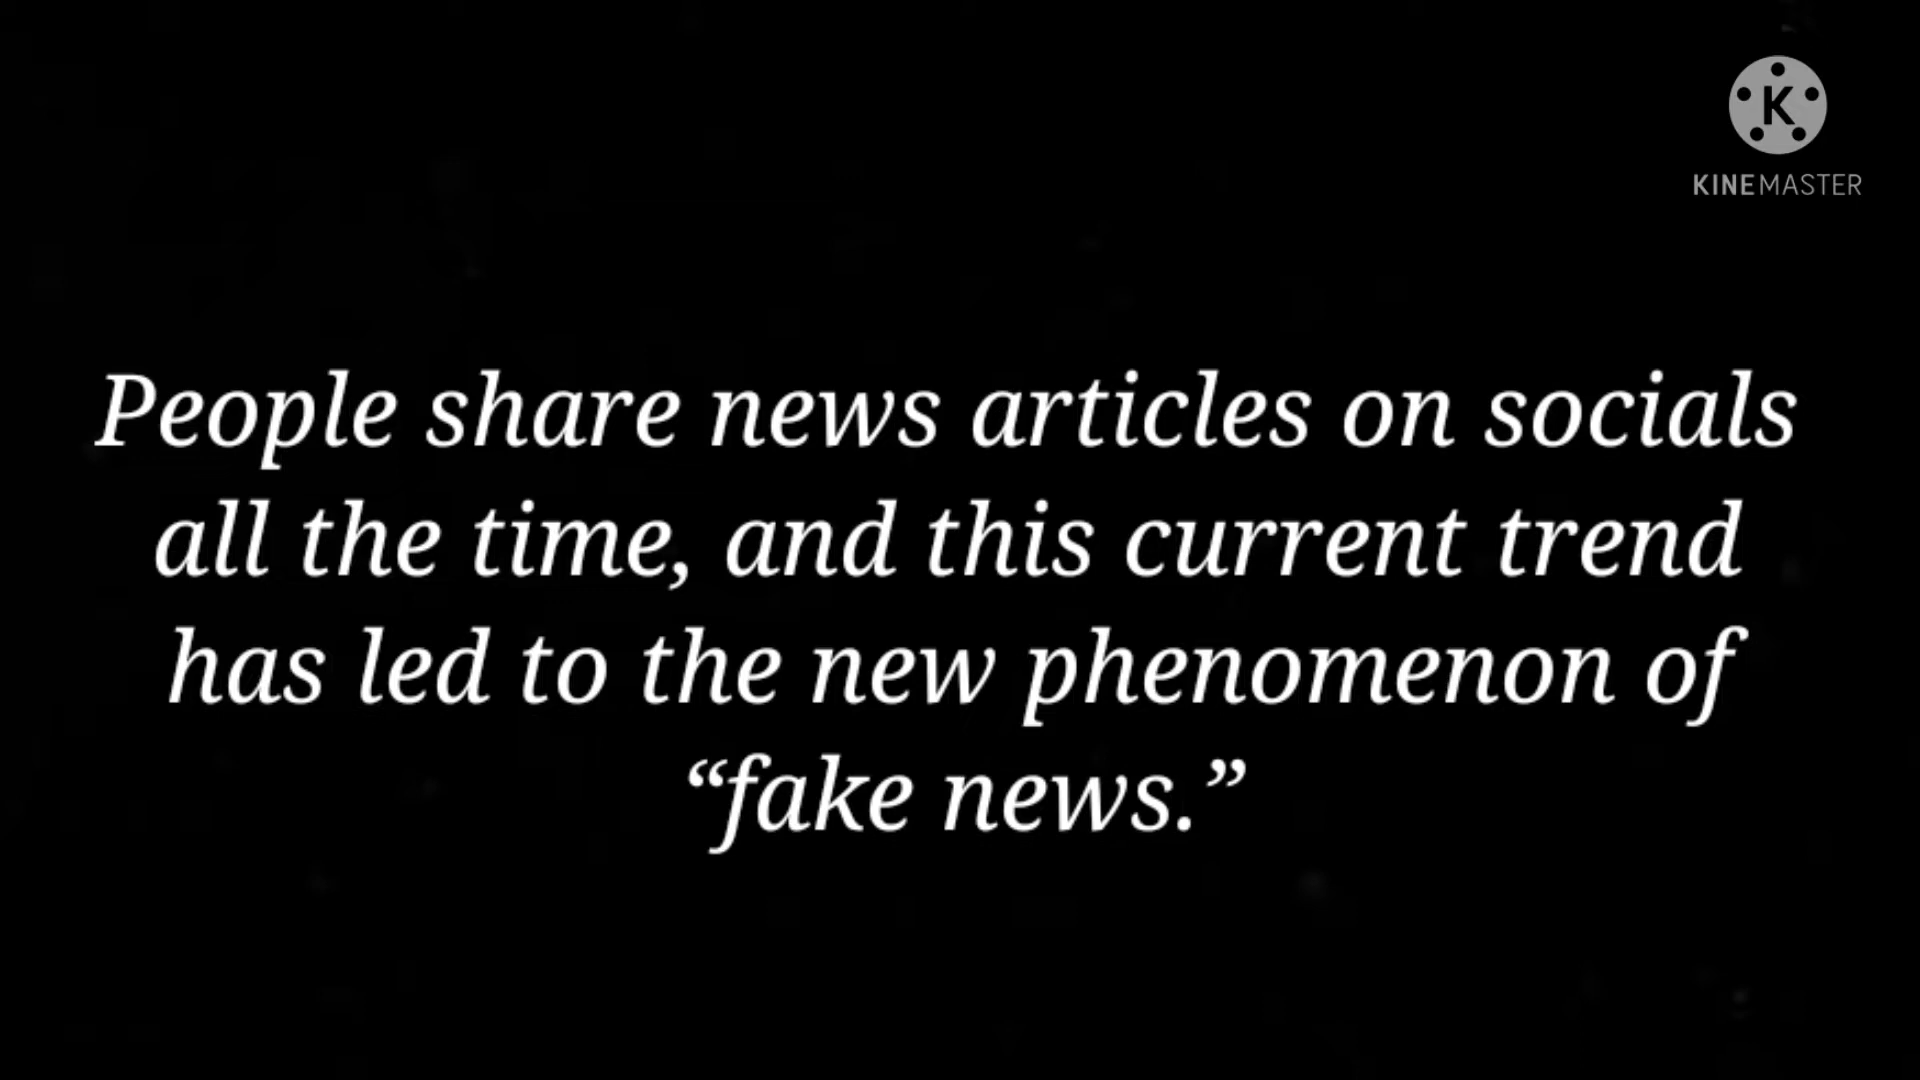 K
KINEMASTER
People share news articles on socials
all the time, and this current trend
has led to the new phenomenon of
“fake news.”